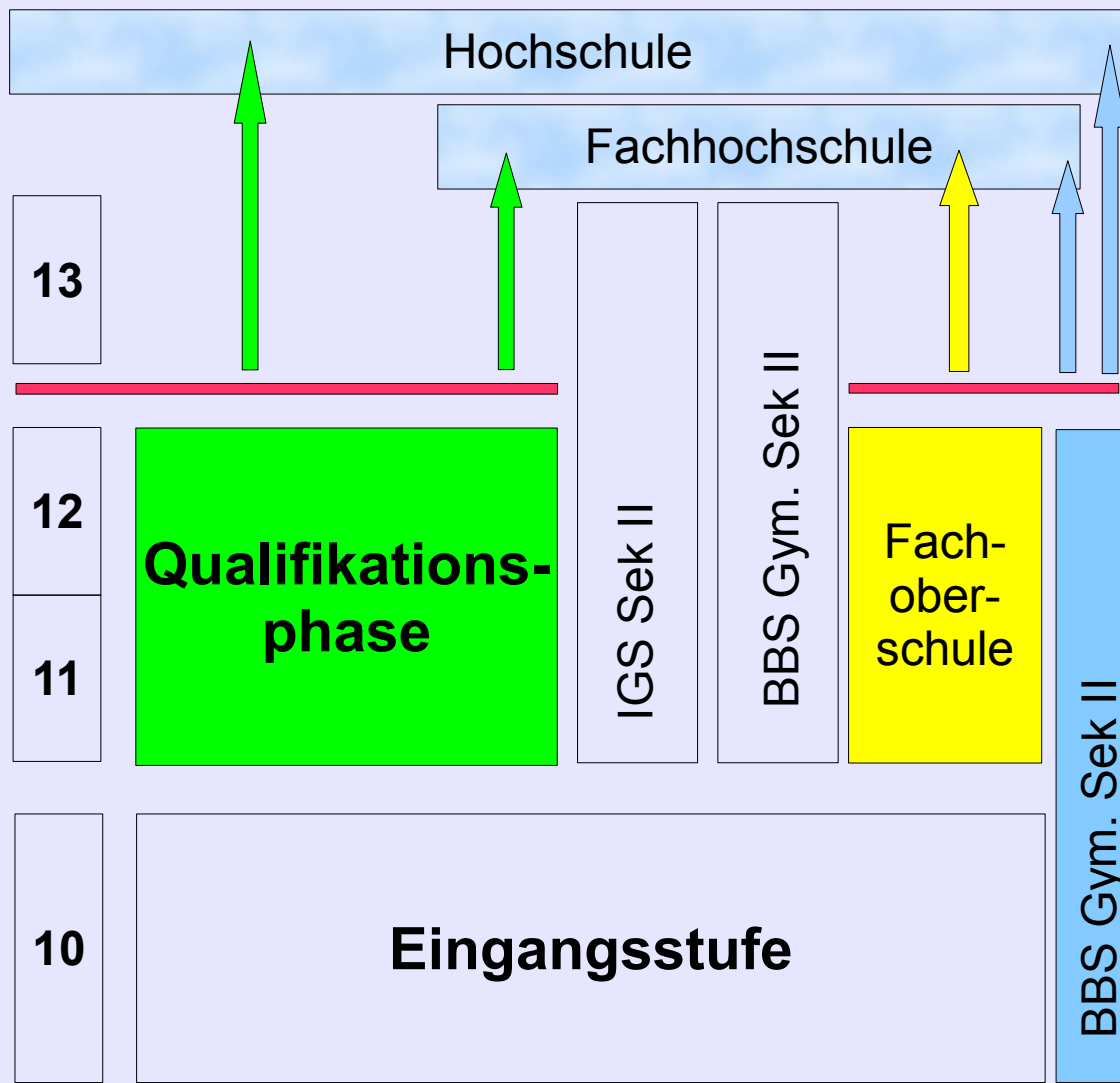 Hochschule
Fachhochschule
13
12
11
10
Qualifikations-
phase
IGS Sek II
BBS Gym. Sek II
Fach-
ober-
schule
BBS Gym. Sek II
Eingangsstufe